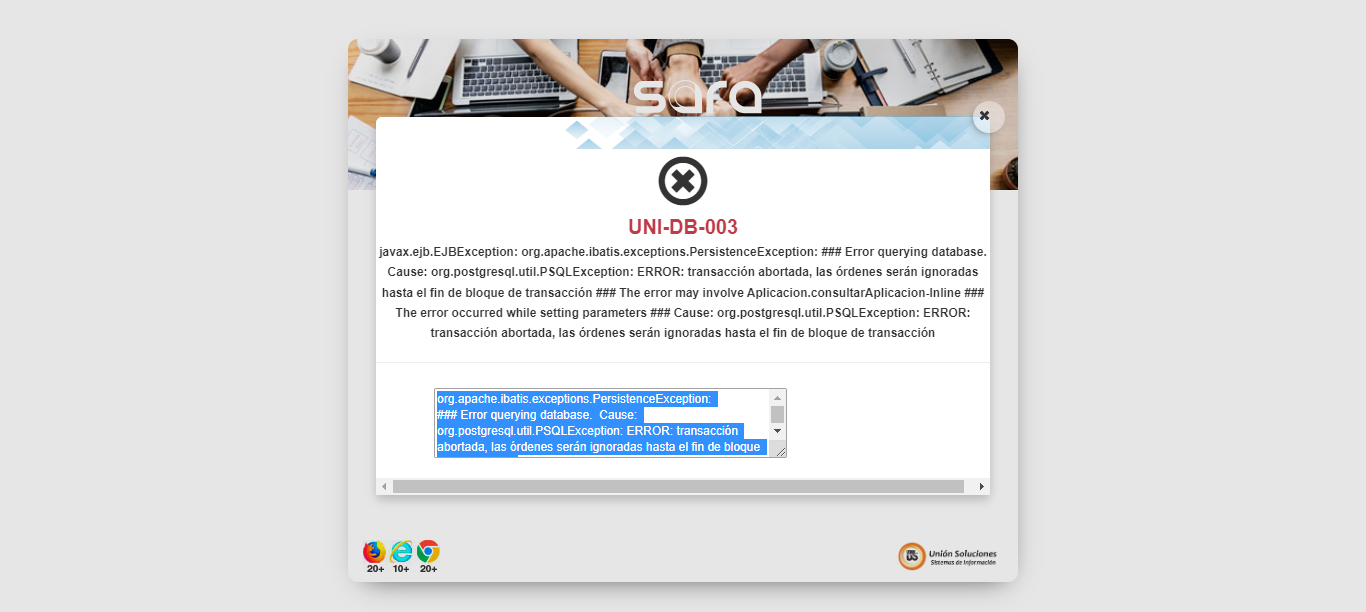 sara
UNI-DB-003
javax.ejb.EJBException: org.apache.ibatis.exceptions.PersistenceException: ### Error querying database.
Cause: org.postgresql.util.PSQLException: ERROR: transacción abortada, las órdenes serán ignoradas
hasta el fin de bloque de transacción ### The error may involve Aplicacion.consultarAplicacion-Inline ###
The error occurred while setting parameters ### Cause: org.postgresql.util.PSQLException: ERROR:
transacción abortada, las órdenes serán ignoradas hasta el fin de bloque de transacción
org.apache.ibatis.exceptions.PersistenceException:
### Error querying database.  Cause:
org.postgresql.util.PSQLException: ERROR: transacción
abortada, las órdenes serán ignoradas hasta el fin de bloque
20+ 10+ 20+
Unión Soluciones
Sistemas de Información